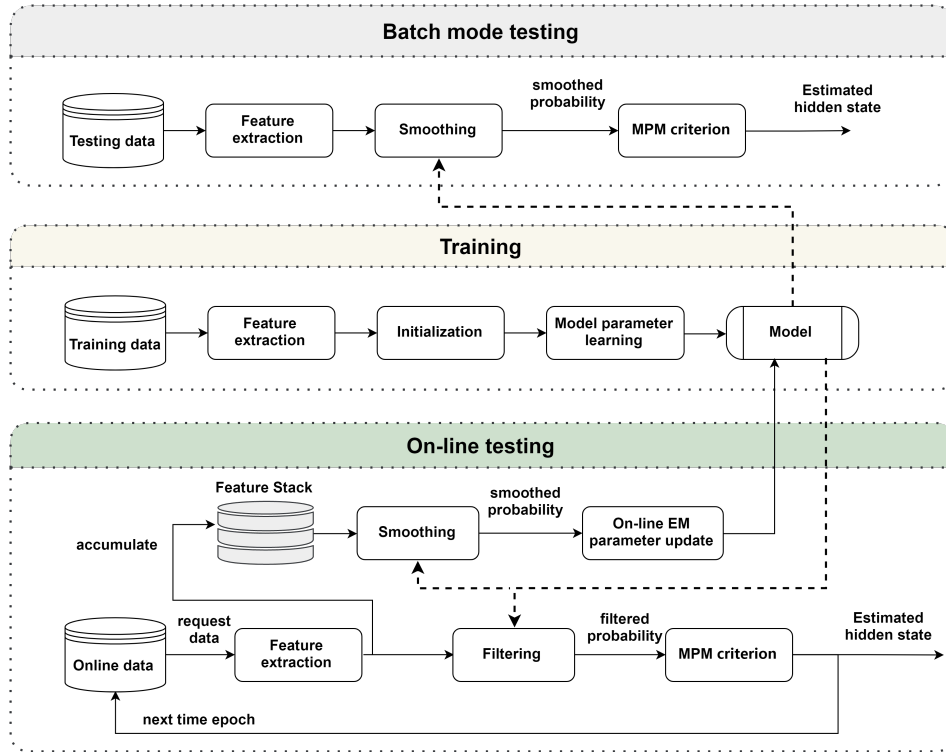 Batch mode testing
Testing data
Feature
extraction
Smoothing
smoothed
probability
MPM criterion
Estimated
hidden state
Training
Training data
Feature
extraction
Initialization
Model parameter
learning
Model
On-line testing
accumulate
Feature Stack
Smoothing
smoothed
probability
On-line EM
parameter update
Online data
request
data
Feature
extraction
Filtering
filtered
probability
MPM criterion
Estimated
hidden state
next time epoch